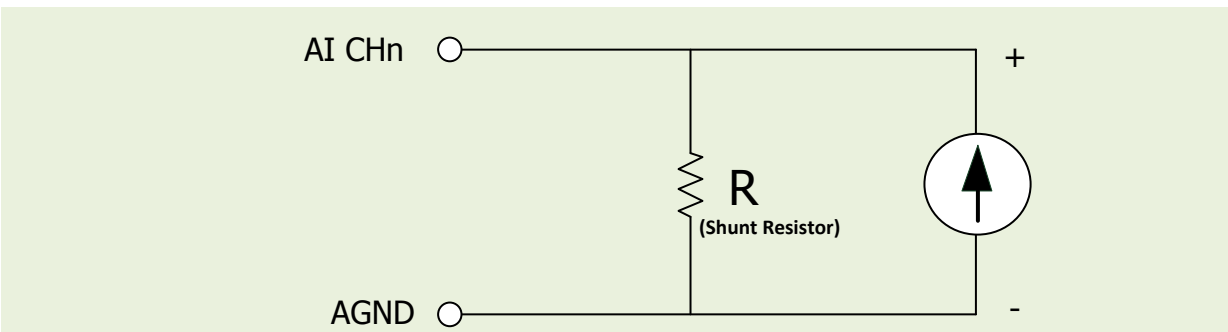 AI CHn
+
R
(Shunt Resistor)
AGND
-